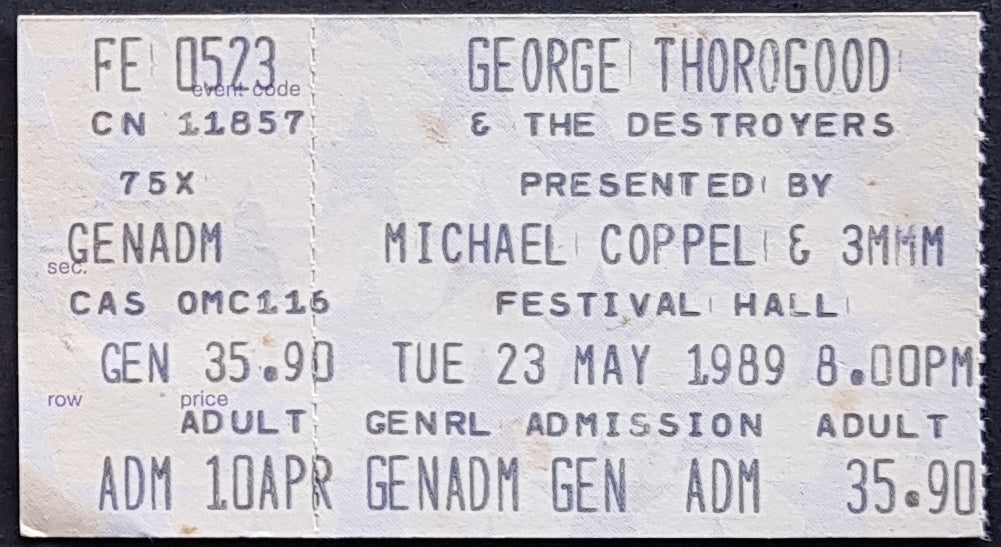 FE 0523
event code
CN 11857
75X
GENADM
sec.
CAS OMC116
GEN 35.90
row price
ADULT
ADM 10APR
GEORGE THOROGOOD
& THE DESTROYERS
PRESENTED BY
MICHAEL COPPEL & 3MMM
FESTIVAL HALL
TUE 23 MAY 1989 8.00PM
GENRL ADMISSION ADULT
GENADM GEN ADM 35.90